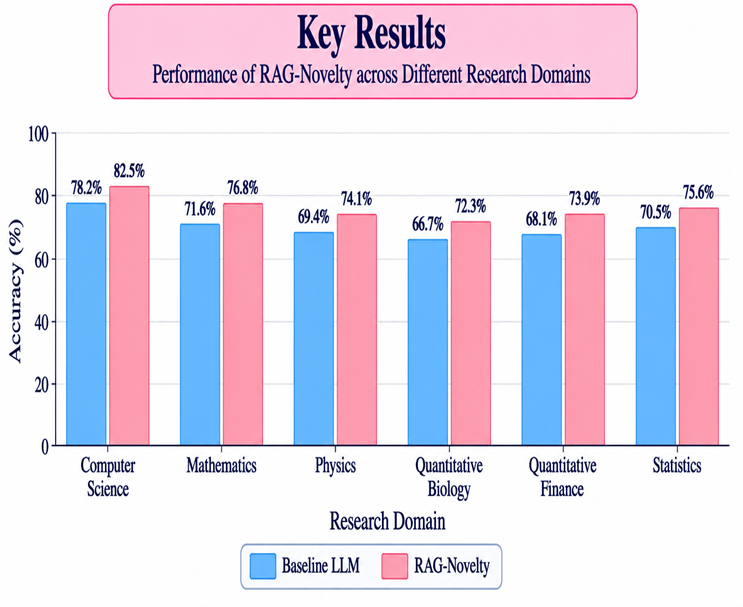 Key Results
Performance of RAG-Novelty across Different Research Domains
Accuracy (%)
100
80
60
40
20
0
78.2%
82.5%
71.6%
76.8%
69.4%
74.1%
66.7%
72.3%
68.1%
73.9%
70.5%
75.6%
Computer
Science
Mathematics
Physics
Quantitative
Biology
Quantitative
Finance
Statistics
Research Domain
Baseline LLM
RAG-Novelty